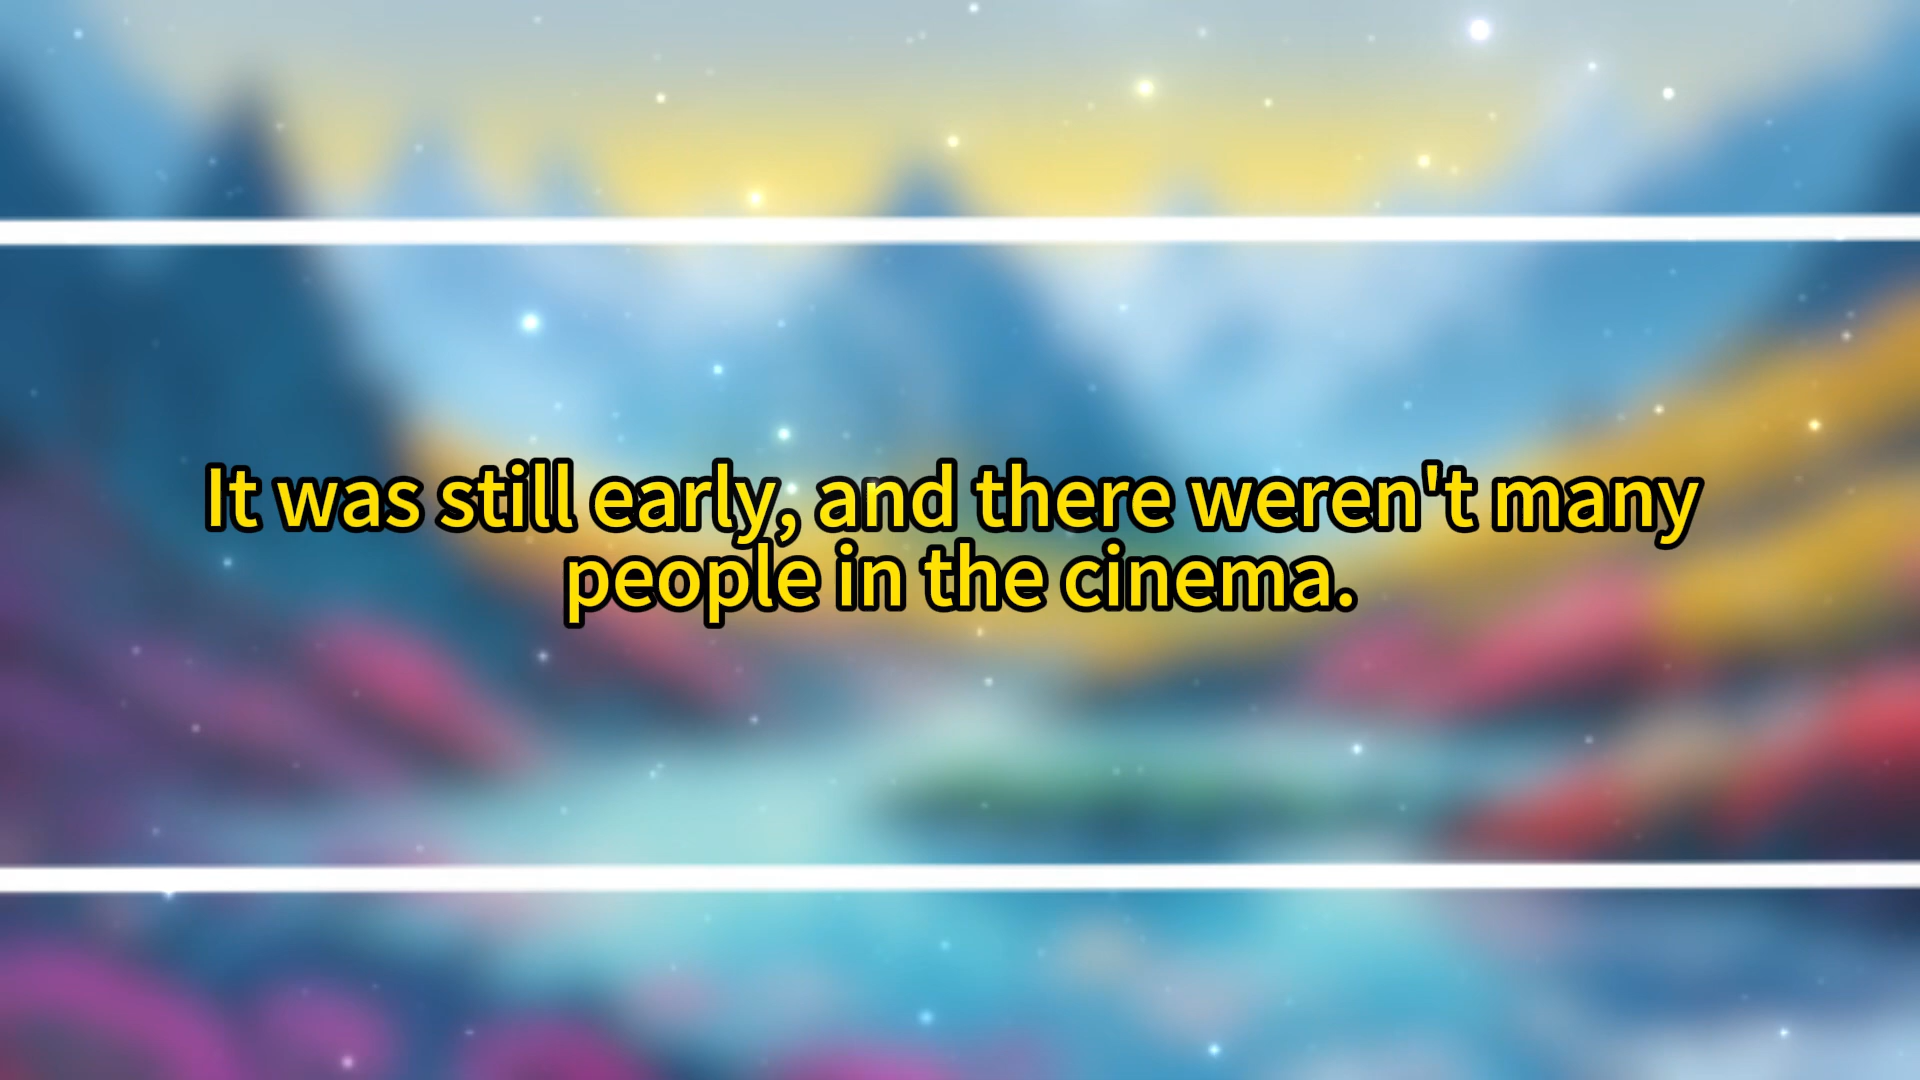 It was still early, and there weren't many
people in the cinema.